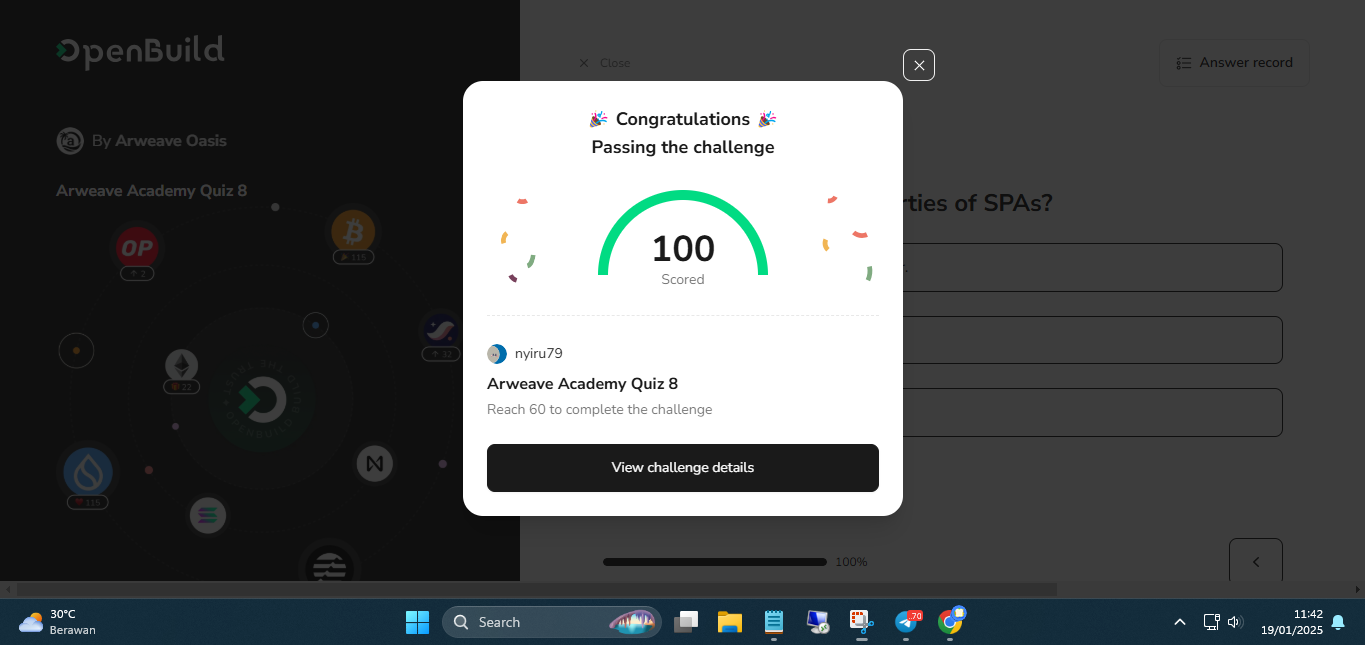 OpenBuild
By Arweave Oasis
Arweave Academy Quiz 8
OP
2
115
32
22
115
× Close
Answer record
rties of SPAs?
🎉 Congratulations 🎉
Passing the challenge
100
Scored
nyiru79
Arweave Academy Quiz 8
Reach 60 to complete the challenge
View challenge details
100%
30°C
Berawan
Search
70
11:42
19/01/2025